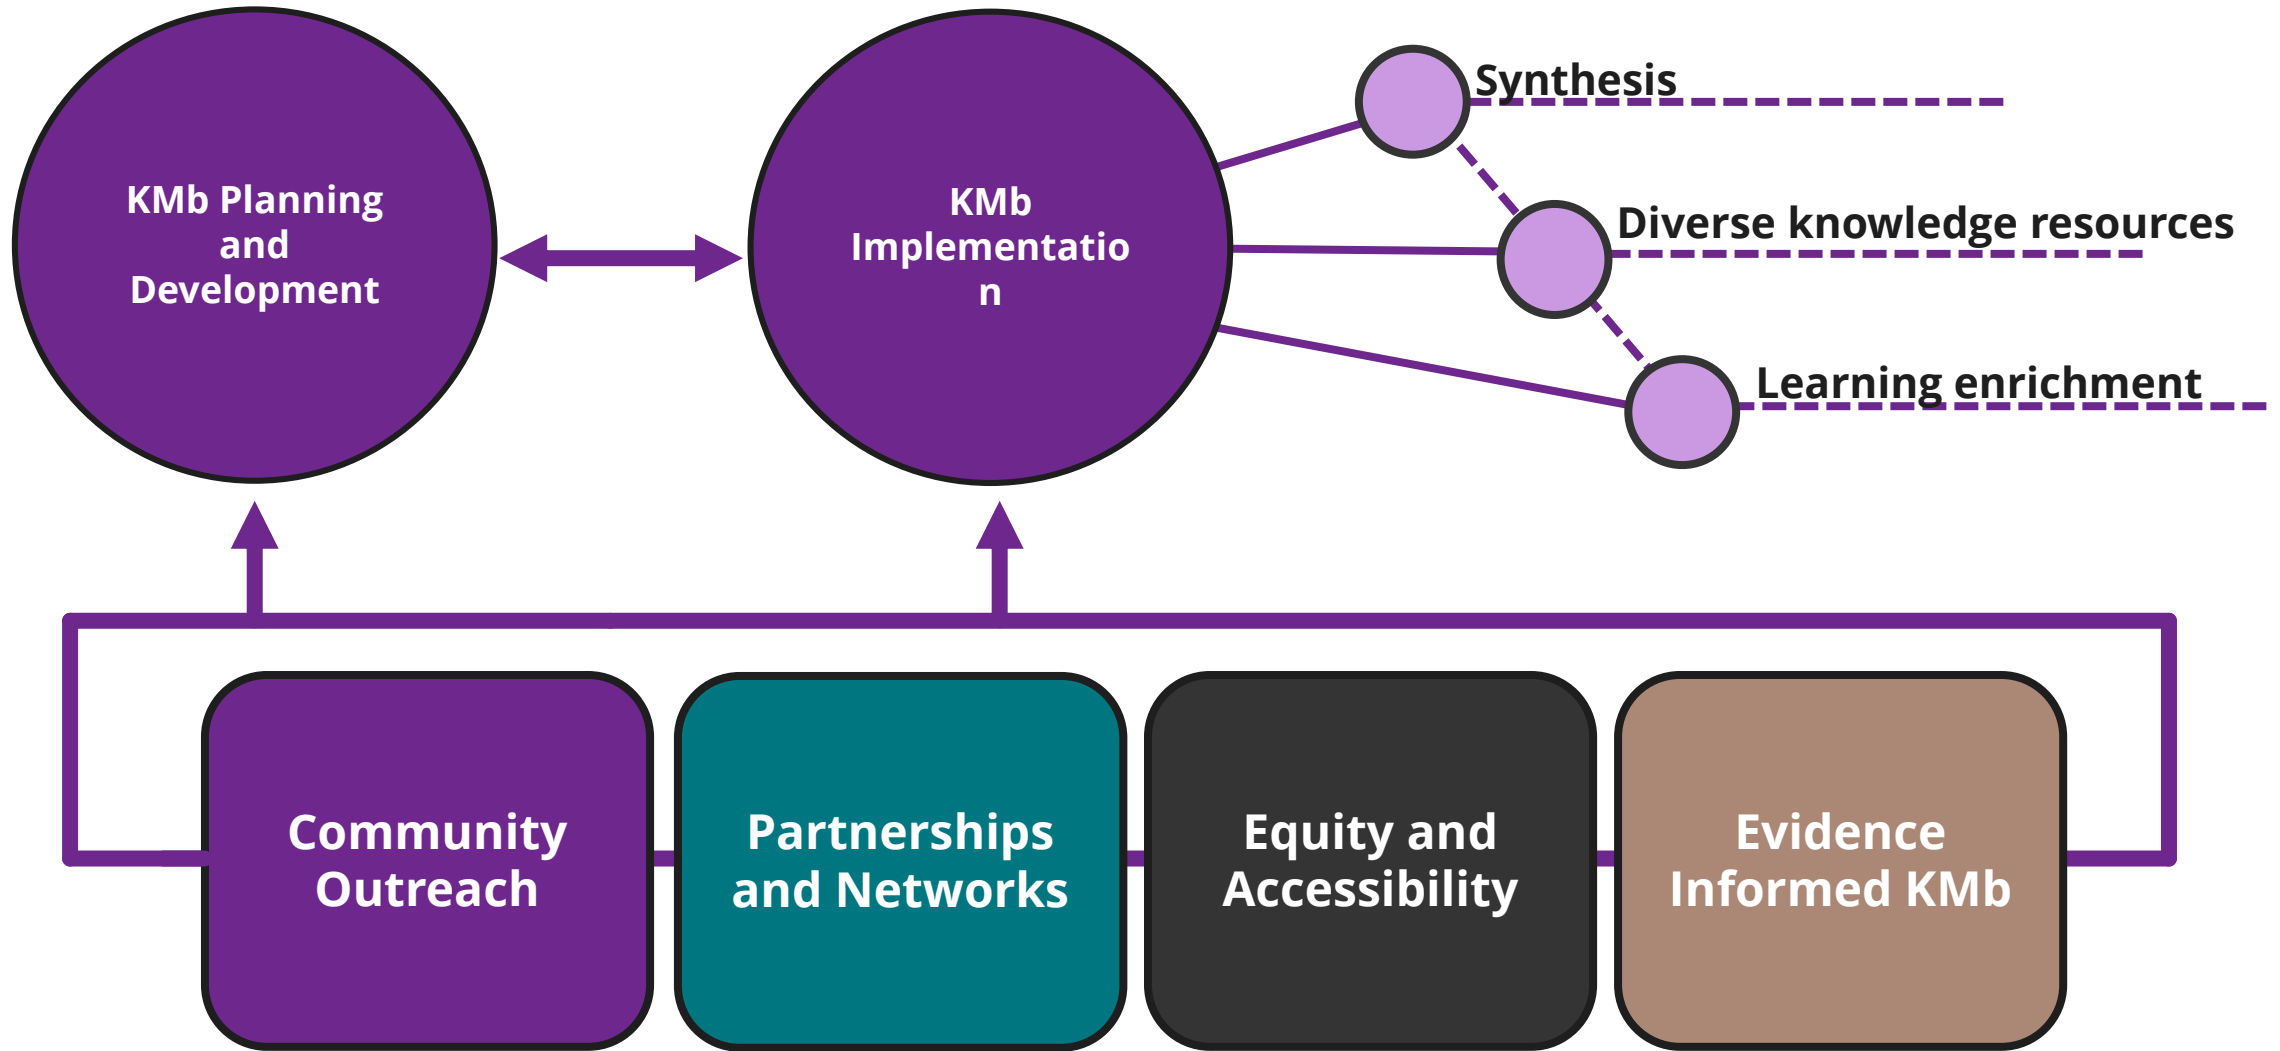 KMb Planning
and
Development
KMb
Implementatio
n
Synthesis
Diverse knowledge resources
Learning enrichment
Community
Outreach
Partnerships
and Networks
Equity and
Accessibility
Evidence
Informed KMb